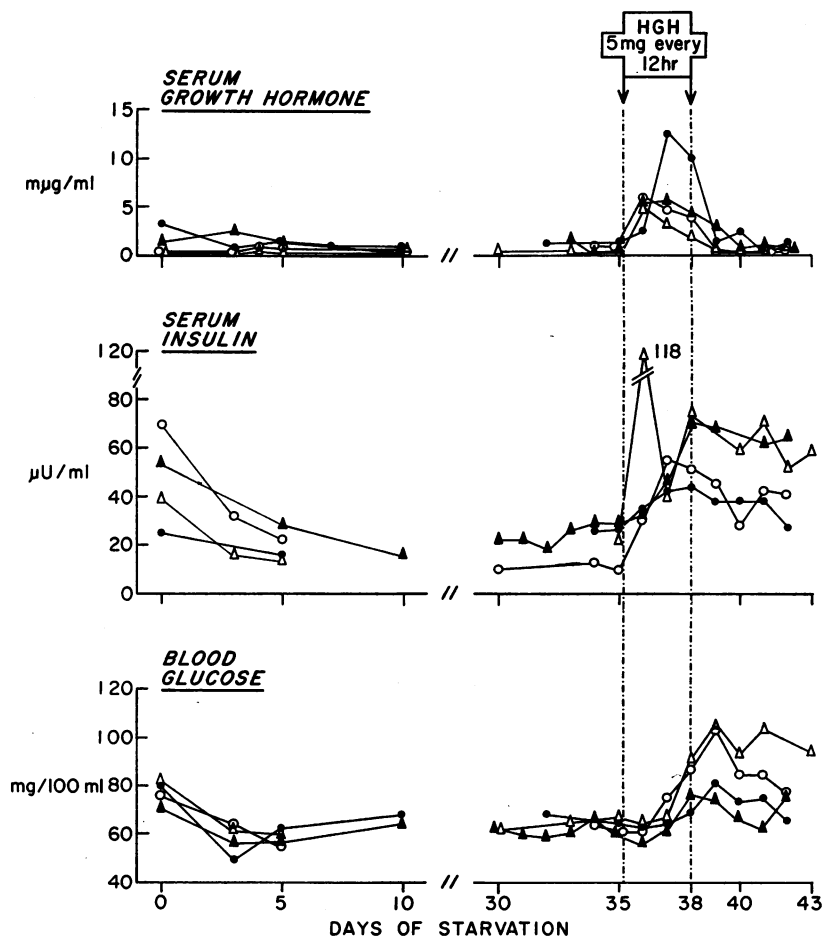 HGH
5mg every
12hr
SERUM
GROWTH HORMONE
15
10
5
0
mµg/ml
//
SERUM
INSULIN
120
118
80
60
40
20
0
µU/ml
//
BLOOD
GLUCOSE
120
100
80
60
40
mg/100 ml
//
0 5 10 30 35 38 40 43
DAYS OF STARVATION